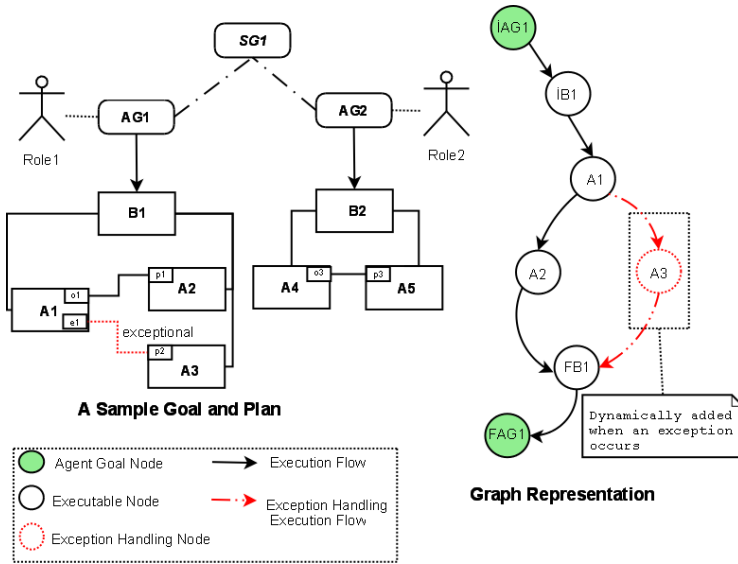 SG1
AG1
AG2
Role1
Role2
B1
B2
o1
A1
e1
p1
A2
exceptional
p2
A3
o3
A4
p3
A5
A Sample Goal and Plan
Agent Goal Node
Execution Flow
Executable Node
Exception Handling
Execution Flow
Exception Handling Node
İAG1
İB1
A1
A2
A3
FB1
FAG1
Dynamically added
when an exception
occurs
Graph Representation